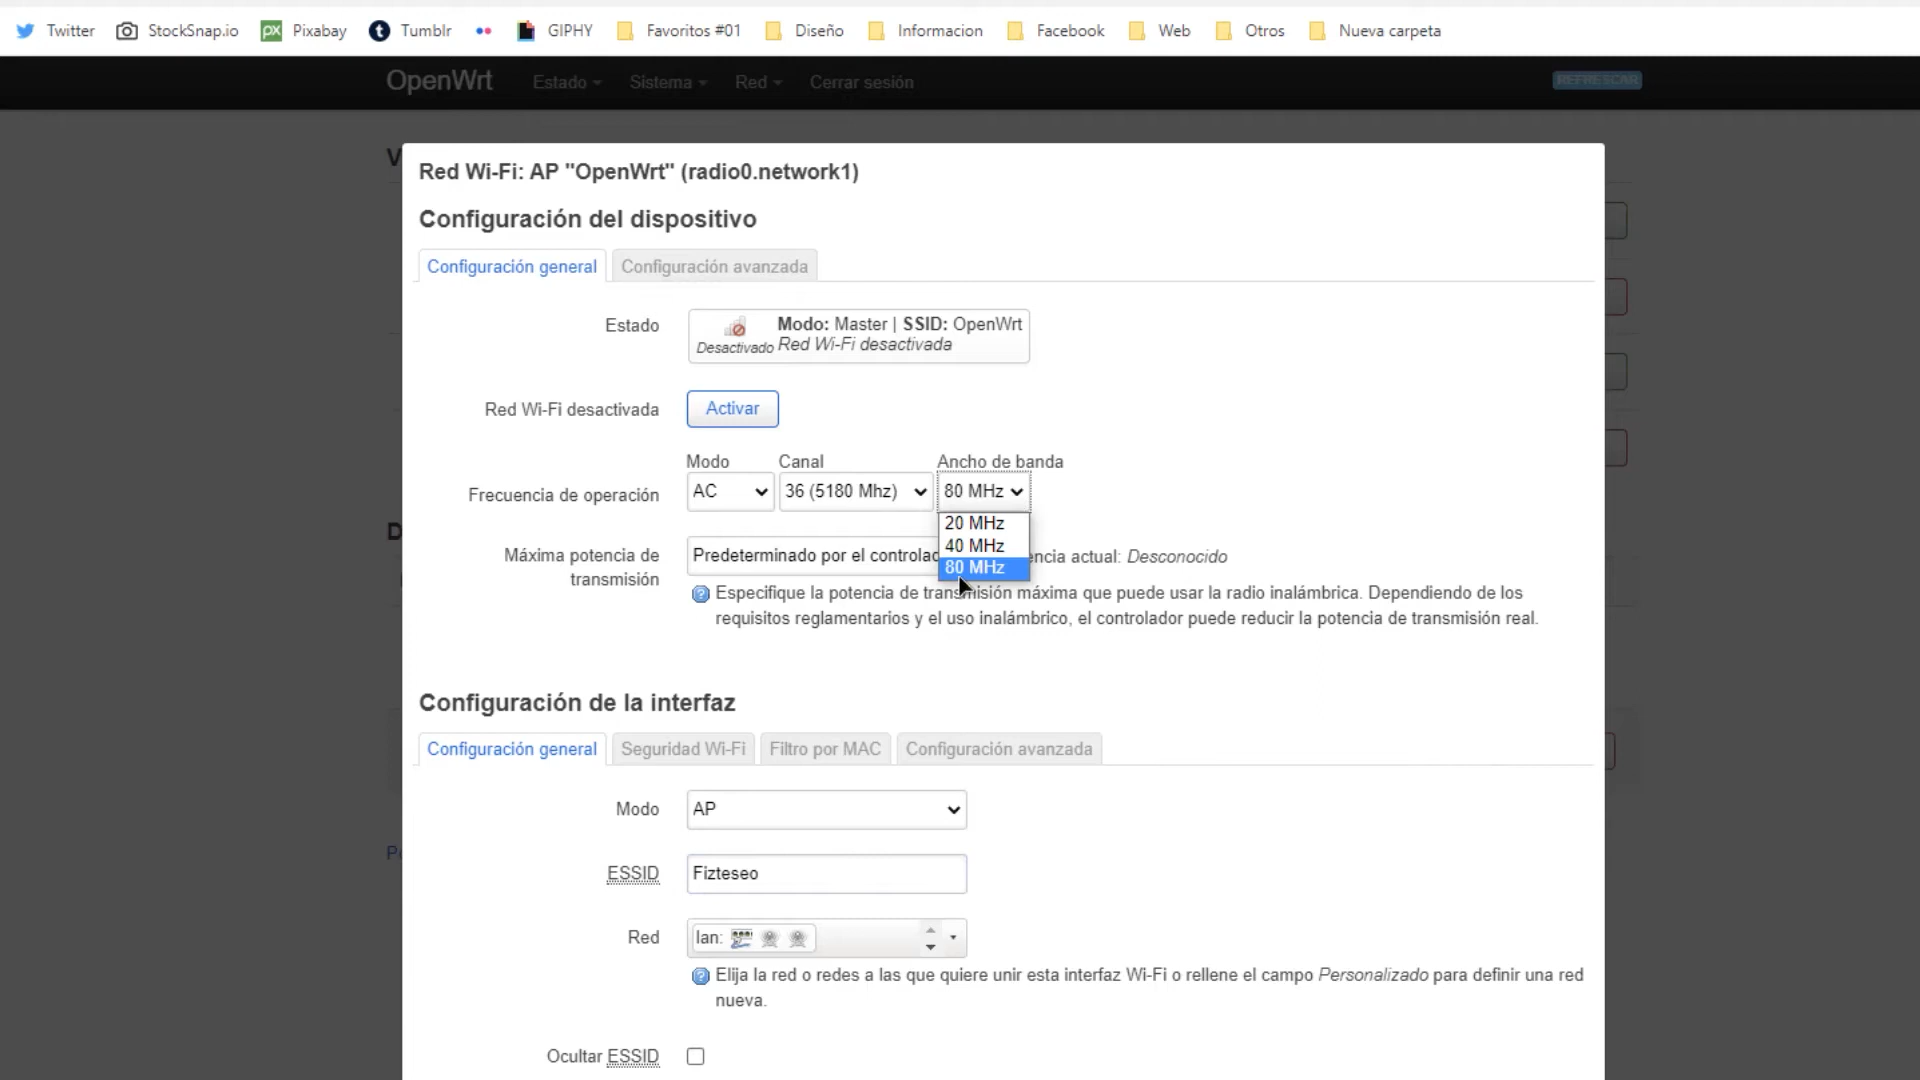 Twitter StockSnap.io Pixabay Tumblr GIPHY Favoritos #01 Diseño Informacion Facebook Web Otros Nueva carpeta
OpenWrt Estado Sistema Red Cerrar sesión REFRESCAR
Red Wi-Fi: AP "OpenWrt" (radio0.network1)
Configuración del dispositivo
Configuración general Configuración avanzada
Estado
Modo: Master | SSID: OpenWrt
Desactivado Red Wi-Fi desactivada
Red Wi-Fi desactivada Activar
Modo Canal Ancho de banda
Frecuencia de operación AC 36 (5180 Mhz) 80 MHz
20 MHz
40 MHz
80 MHz
Máxima potencia de transmisión Predeterminado por el controlad encia actual: Desconocido
Especifique la potencia de transmisión máxima que puede usar la radio inalámbrica. Dependiendo de los
requisitos reglamentarios y el uso inalámbrico, el controlador puede reducir la potencia de transmisión real.
Configuración de la interfaz
Configuración general Seguridad Wi-Fi Filtro por MAC Configuración avanzada
Modo AP
ESSID Fizteseo
Red lan:
Elija la red o redes a las que quiere unir esta interfaz Wi-Fi o rellene el campo Personalizado para definir una red
nueva.
Ocultar ESSID